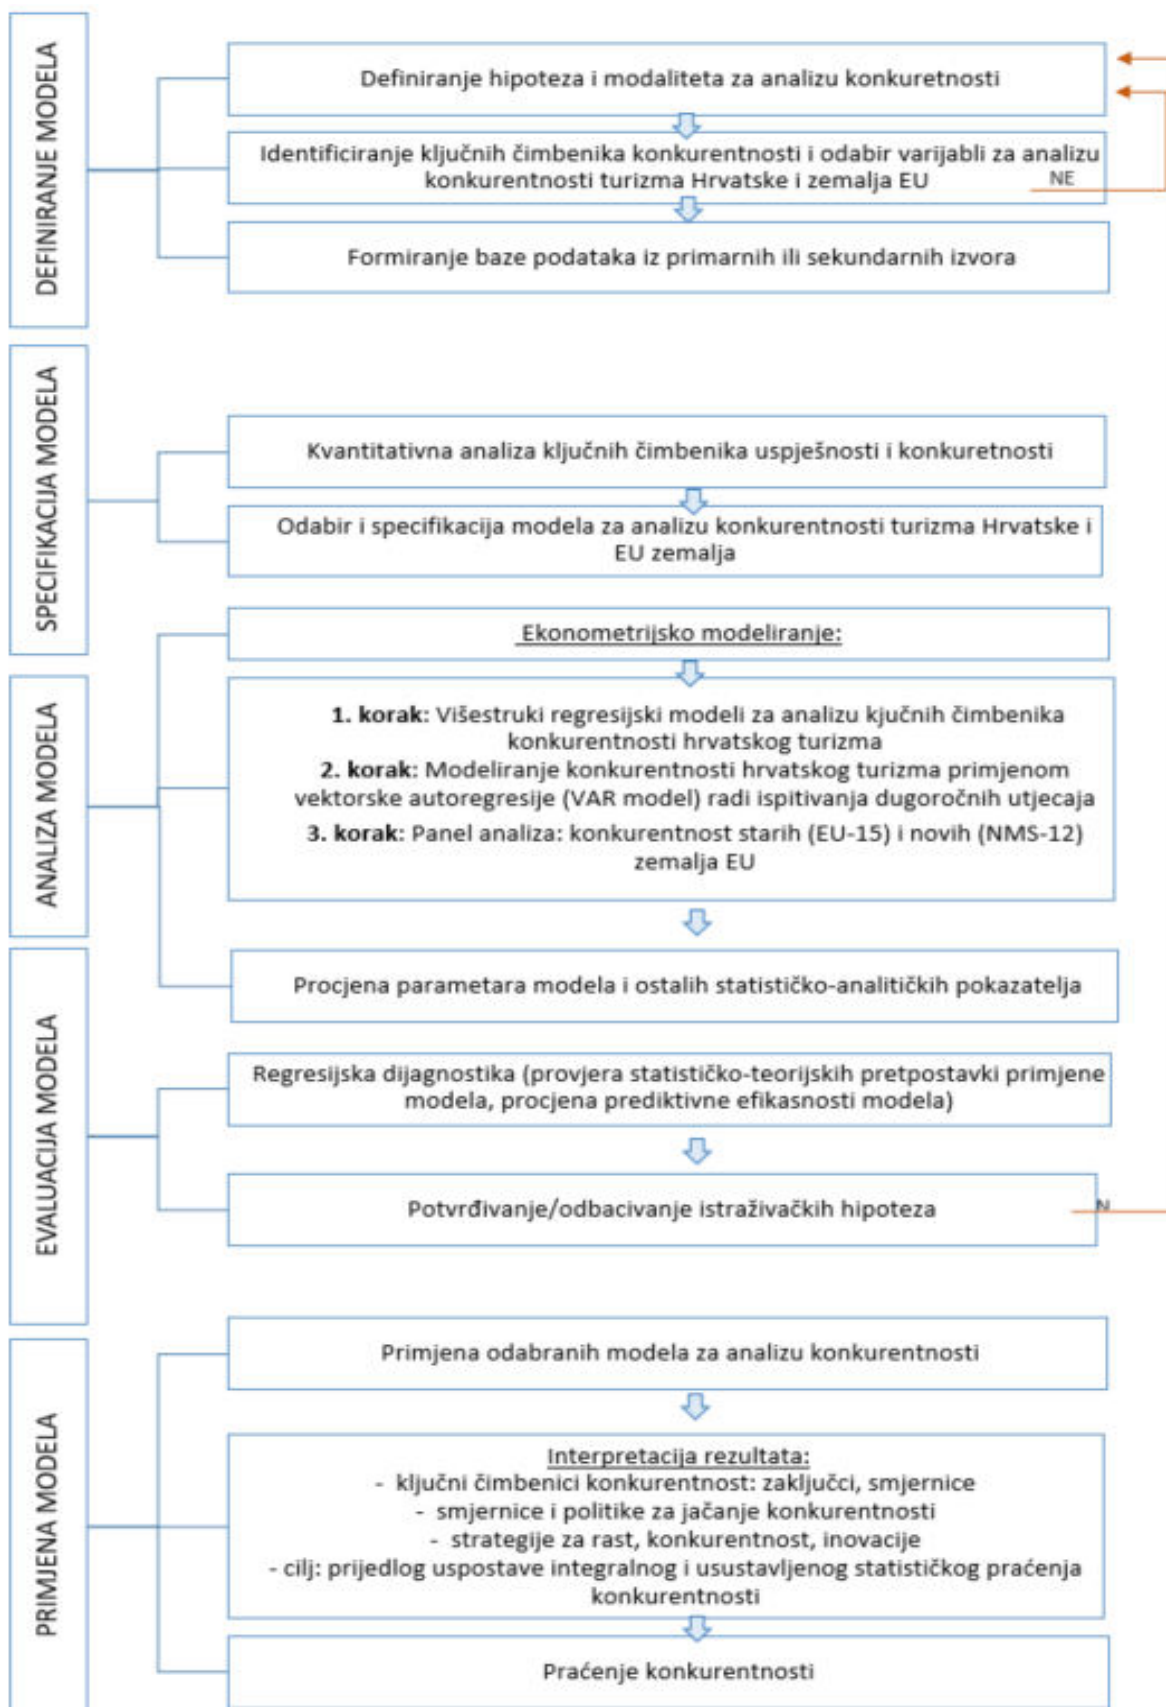 DEFINIRANJE MODELA
Definiranje hipoteza i modaliteta za analizu konkuretnosti
Identificiranje ključnih čimbenika konkurentnosti i odabir varijabli za analizu
konkurentnosti turizma Hrvatske i zemalja EU
NE
Formiranje baze podataka iz primarnih ili sekundarnih izvora
SPECIFIKACIJA MODELA
Kvantitativna analiza ključnih čimbenika uspješnosti i konkuretnosti
Odabir i specifikacija modela za analizu konkurentnosti turizma Hrvatske i
EU zemalja
ANALIZA MODELA
Ekonometrijsko modeliranje:
1. korak: Višestruki regresijski modeli za analizu kjučnih čimbenika
konkurentnosti hrvatskog turizma
2. korak: Modeliranje konkurentnosti hrvatskog turizma primjenom
vektorske autoregresije (VAR model) radi ispitivanja dugoročnih utjecaja
3. korak: Panel analiza: konkurentnost starih (EU-15) i novih (NMS-12)
zemalja EU
Procjena parametara modela i ostalih statističko-analitičkih pokazatelja
EVALUACIJA MODELA
Regresijska dijagnostika (provjera statističko-teorijskih pretpostavki primjene
modela, procjena prediktivne efikasnosti modela)
Potvrđivanje/odbacivanje istraživačkih hipoteza
N
PRIMJENA MODELA
Primjena odabranih modela za analizu konkurentnosti
Interpretacija rezultata:
- ključni čimbenici konkurentnost: zaključci, smjernice
- smjernice i politike za jačanje konkurentnosti
- strategije za rast, konkurentnost, inovacije
- cilj: prijedlog uspostave integralnog i usustavljenog statističkog praćenja
konkurentnosti
Praćenje konkurentnosti